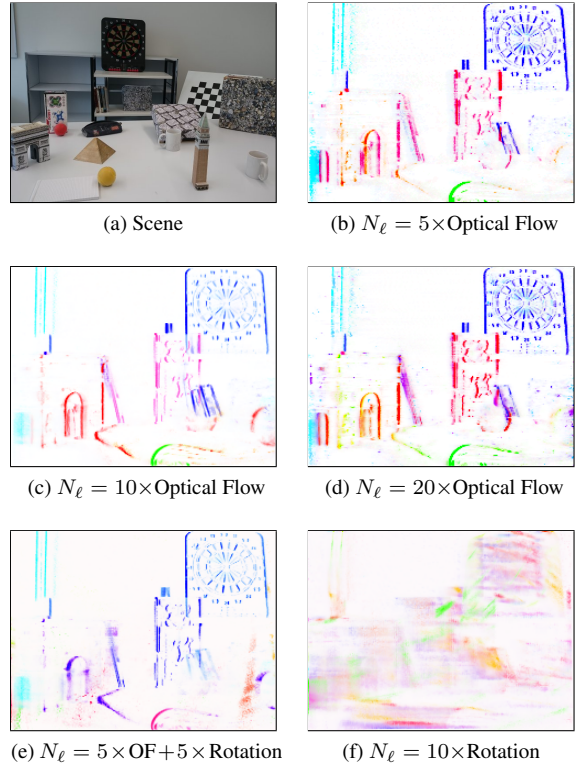 (a) Scene
(b) $N_\ell = 5\times$Optical Flow
(c) $N_\ell = 10\times$Optical Flow
(d) $N_\ell = 20\times$Optical Flow
(e) $N_\ell = 5\times$OF$+5\times$Rotation
(f) $N_\ell = 10\times$Rotation